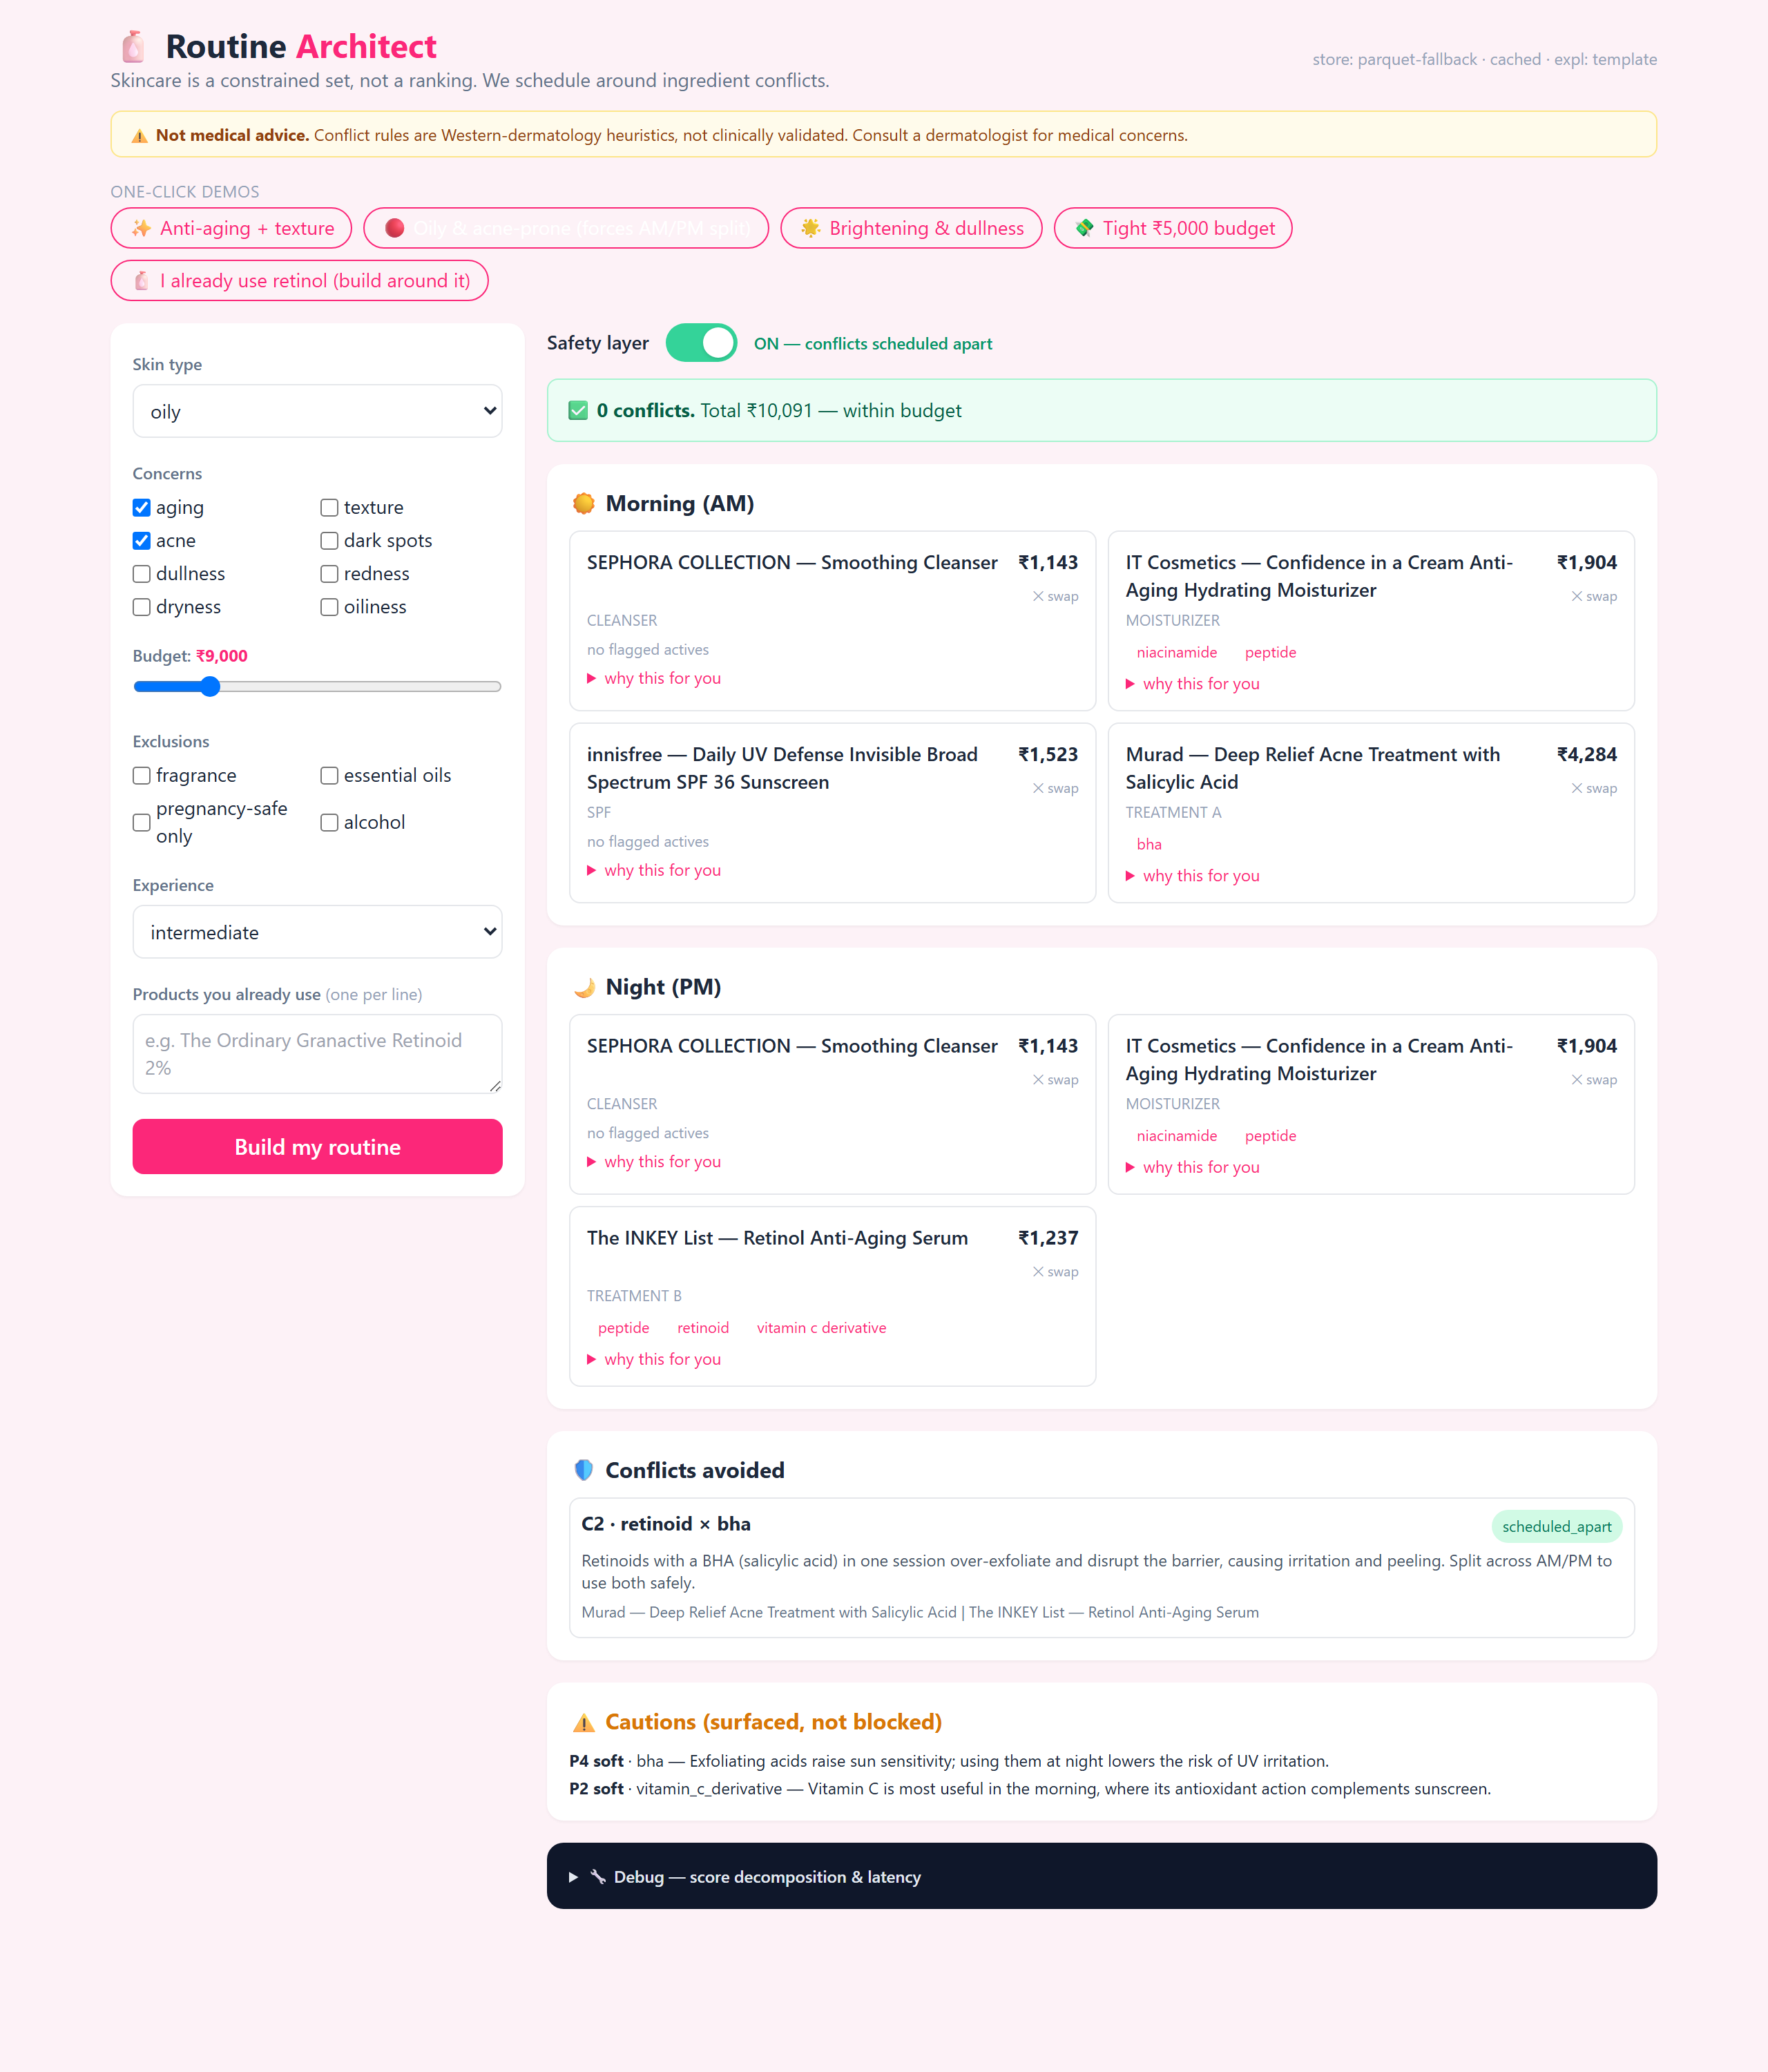 Routine Architect
Skincare is a constrained set, not a ranking. We schedule around ingredient conflicts.
store: parquet-fallback · cached · expl: template
Not medical advice. Conflict rules are Western-dermatology heuristics, not clinically validated. Consult a dermatologist for medical concerns.
ONE-CLICK DEMOS
Anti-aging + texture
Oily & acne-prone (forces AM/PM split)
Brightening & dullness
Tight ₹5,000 budget
I already use retinol (build around it)
Skin type
oily
Concerns
aging
texture
acne
dark spots
dullness
redness
dryness
oiliness
Budget: ₹9,000
Exclusions
fragrance
essential oils
pregnancy-safe
only
alcohol
Experience
intermediate
Products you already use (one per line)
e.g. The Ordinary Granactive Retinoid
2%
Build my routine
Safety layer
ON — conflicts scheduled apart
0 conflicts. Total ₹10,091 — within budget
Morning (AM)
SEPHORA COLLECTION — Smoothing Cleanser
₹1,143
✕ swap
CLEANSER
no flagged actives
▶ why this for you
IT Cosmetics — Confidence in a Cream Anti-
Aging Hydrating Moisturizer
₹1,904
✕ swap
MOISTURIZER
niacinamide peptide
▶ why this for you
innisfree — Daily UV Defense Invisible Broad
Spectrum SPF 36 Sunscreen
₹1,523
✕ swap
SPF
no flagged actives
▶ why this for you
Murad — Deep Relief Acne Treatment with
Salicylic Acid
₹4,284
✕ swap
TREATMENT A
bha
▶ why this for you
Night (PM)
SEPHORA COLLECTION — Smoothing Cleanser
₹1,143
✕ swap
CLEANSER
no flagged actives
▶ why this for you
IT Cosmetics — Confidence in a Cream Anti-
Aging Hydrating Moisturizer
₹1,904
✕ swap
MOISTURIZER
niacinamide peptide
▶ why this for you
The INKEY List — Retinol Anti-Aging Serum
₹1,237
✕ swap
TREATMENT B
peptide retinoid vitamin c derivative
▶ why this for you
Conflicts avoided
C2 · retinoid × bha
scheduled_apart
Retinoids with a BHA (salicylic acid) in one session over-exfoliate and disrupt the barrier, causing irritation and peeling. Split across AM/PM to
use both safely.
Murad — Deep Relief Acne Treatment with Salicylic Acid | The INKEY List — Retinol Anti-Aging Serum
Cautions (surfaced, not blocked)
P4 soft · bha — Exfoliating acids raise sun sensitivity; using them at night lowers the risk of UV irritation.
P2 soft · vitamin_c_derivative — Vitamin C is most useful in the morning, where its antioxidant action complements sunscreen.
▶ Debug — score decomposition & latency